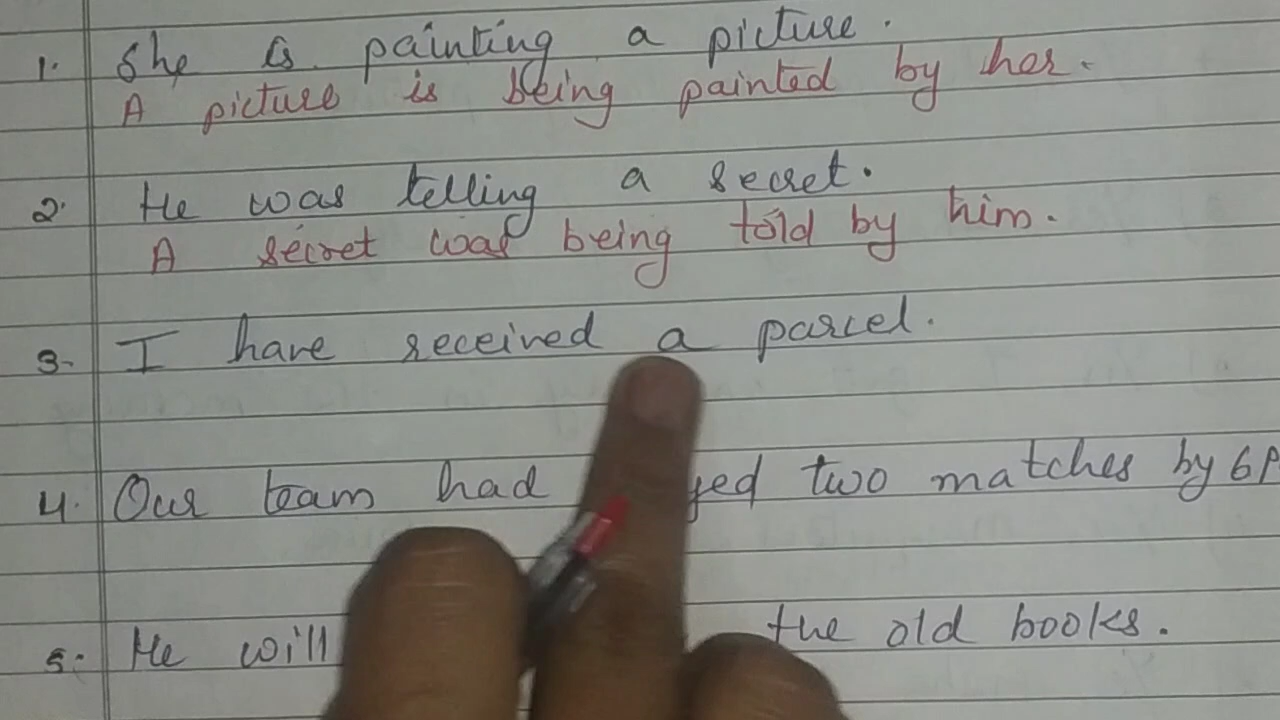 1. She is painting a picture.
A picture is being painted by her.
2. He was telling a secret.
A secret was being told by him.
3. I have received a parcel.
4. Our team had two matches by 6P
5. He will the old books.